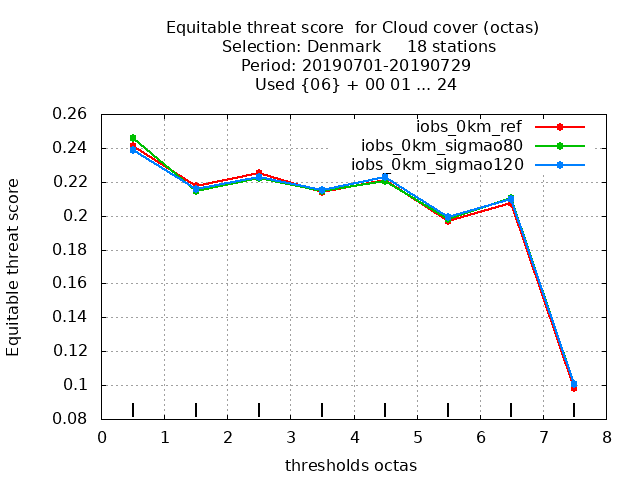 Equitable threat score  for Cloud cover (octas)
Selection: Denmark     18 stations
Period: 20190701-20190729
Used {06} + 00 01 ... 24
iobs_0km_ref
iobs_0km_sigmao80
iobs_0km_sigmao120
Equitable threat score
0.26
0.24
0.22
0.2
0.18
0.16
0.14
0.12
0.1
0.08
0 1 2 3 4 5 6 7 8
thresholds octas